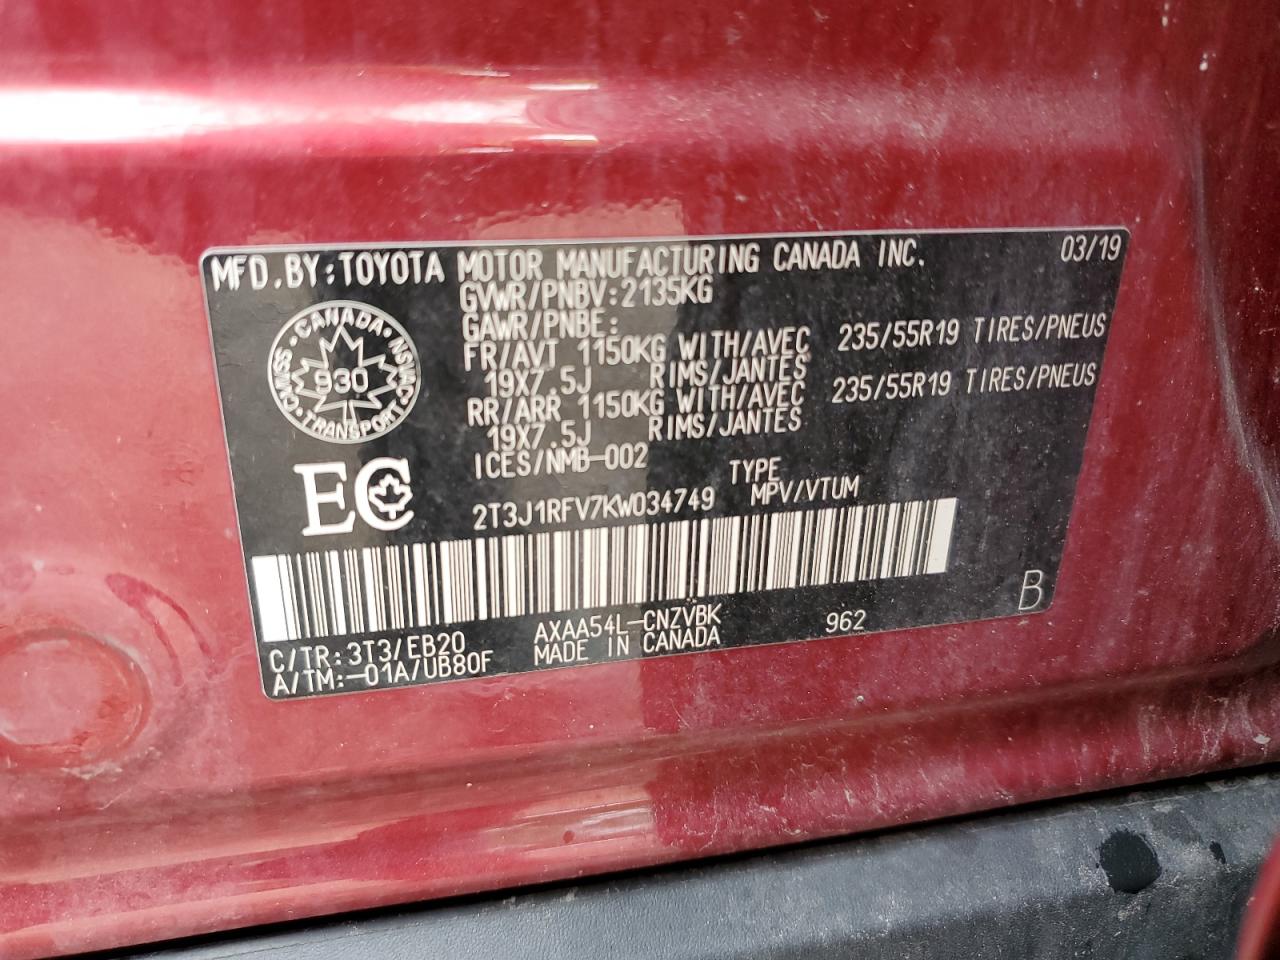 MFD.BY:TOYOTA MOTOR MANUFACTURING CANADA INC. 03/19
GVWR/PNBV:2135KG
GAWR/PNBE:
FR/AVT 1150KG WITH/AVEC 235/55R19 TIRES/PNEUS
19X7.5J RIMS/JANTES
RR/ARR 1150KG WITH/AVEC 235/55R19 TIRES/PNEUS
19X7.5J RIMS/JANTES
ICES/NMB-002
CANADA
930
TRANSPORT
EC
TYPE
2T3J1RFV7KW034749 MPV/VTUM
C/TR:3T3/EB20 AXAA54L-CNZVBK 962 B
A/TM:-01A/UB80F MADE IN CANADA